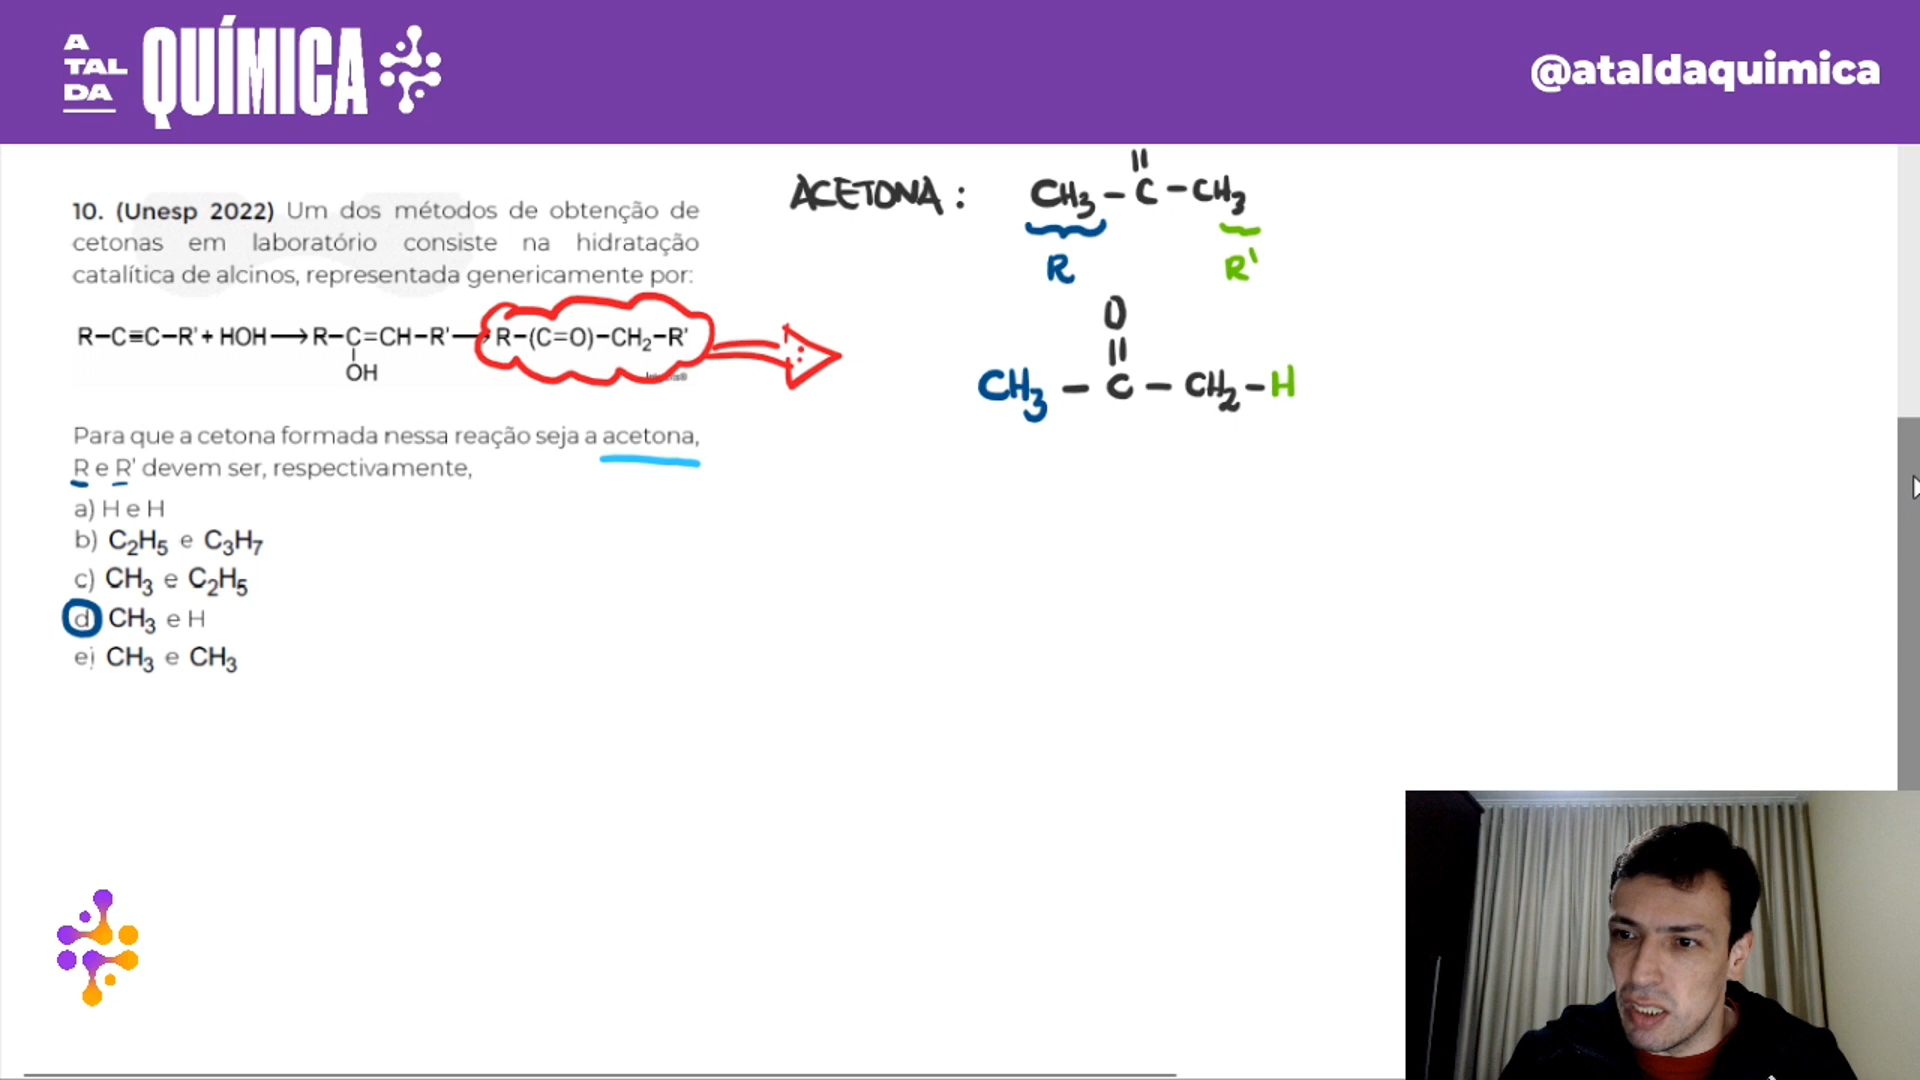 A TAL DA QUÍMICA
@ataldaquimica
10. (Unesp 2022) Um dos métodos de obtenção de
cetonas em laboratório consiste na hidratação
catalítica de alcinos, representada genericamente por:
R–C≡C–R' + HOH ⟶ R–C=CH–R' ⟶ R–(C=O)–CH₂–R'
OH
Para que a cetona formada nessa reação seja a acetona,
R e R' devem ser, respectivamente,
a) H e H
b) C₂H₅ e C₃H₇
c) CH₃ e C₂H₅
d) CH₃ e H
e) CH₃ e CH₃
ACETONA: CH₃ – C – CH₃
R R'
O
CH₃ – C – CH₂ – H